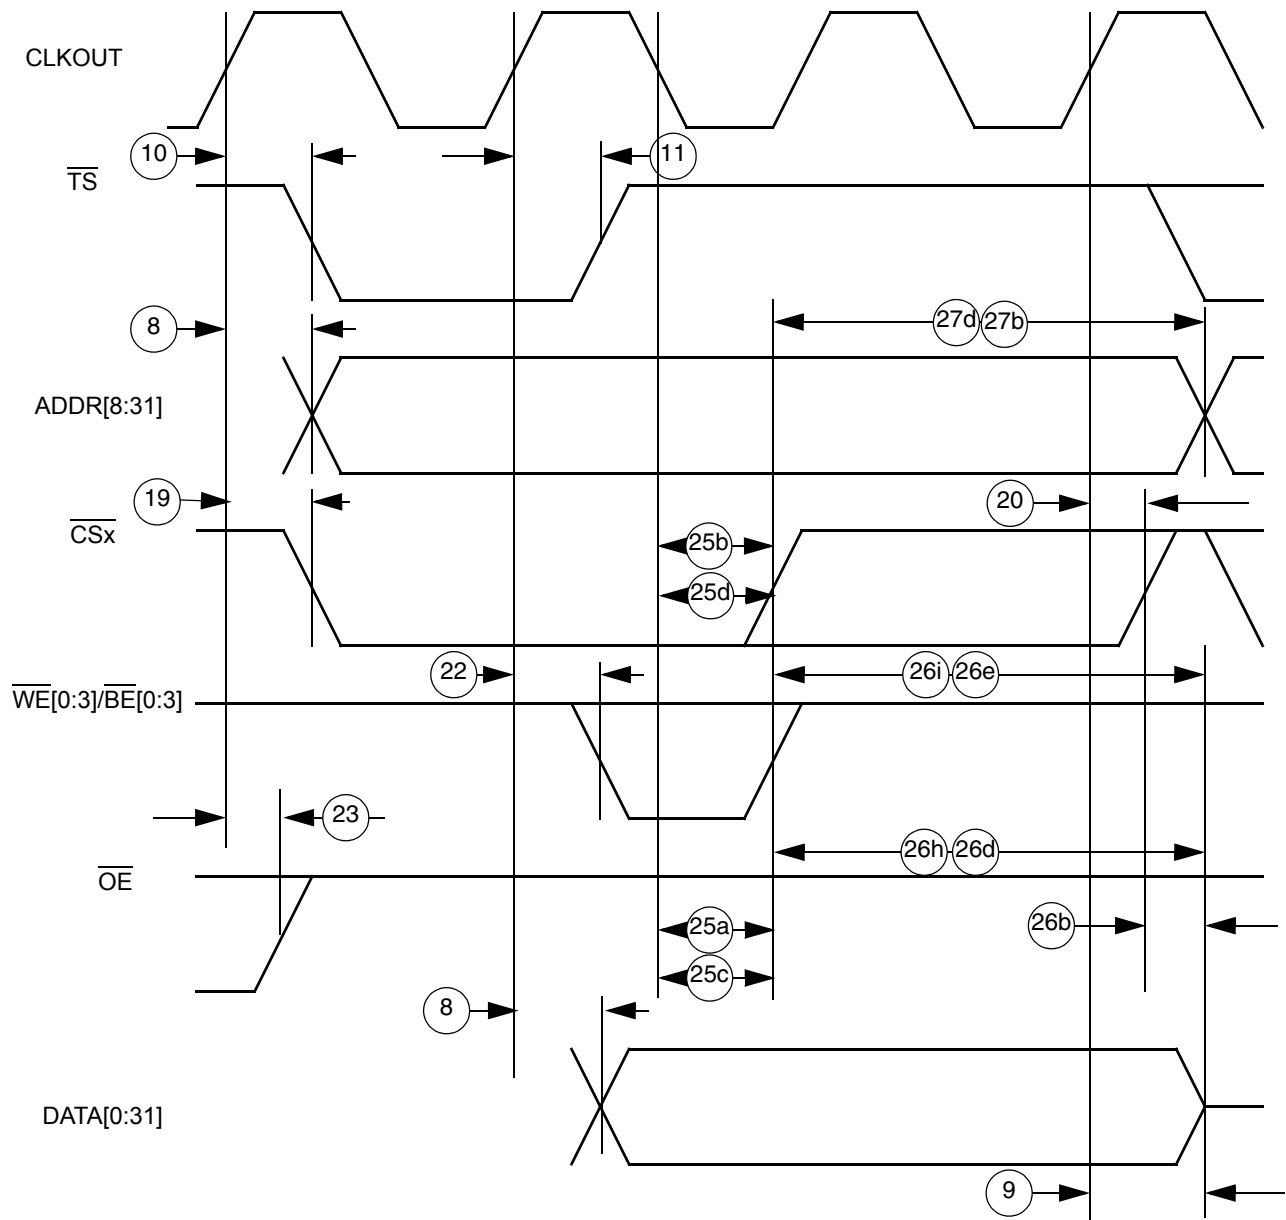 CLKOUT
10
11
TS
8
27d 27b
ADDR[8:31]
19
20
CSx
25b
25d
22
26i 26e
WE[0:3]/BE[0:3]
23
26h 26d
OE
25a
26b
25c
8
DATA[0:31]
9